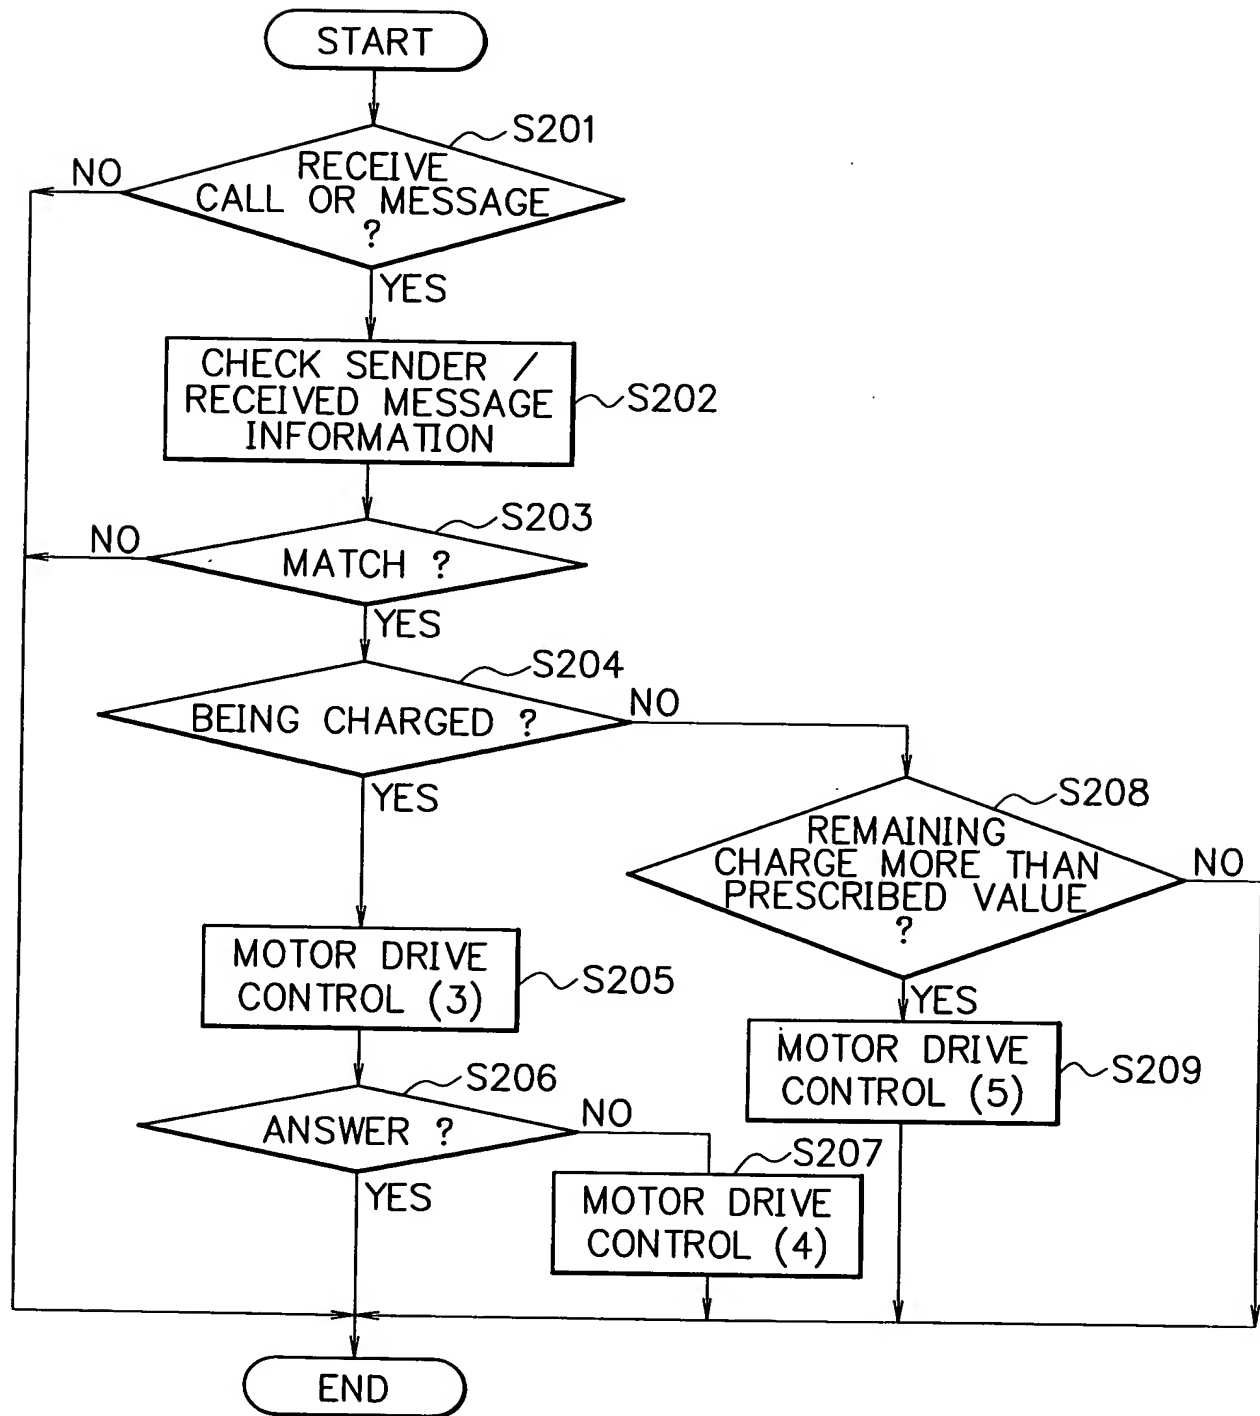 START
S201
NO
RECEIVE
CALL OR MESSAGE
?
YES
CHECK SENDER /
RECEIVED MESSAGE
INFORMATION
S202
S203
NO
MATCH ?
YES
S204
BEING CHARGED ?
NO
YES
S208
REMAINING
CHARGE MORE THAN
PRESCRIBED VALUE
?
NO
YES
MOTOR DRIVE
CONTROL (3)
S205
MOTOR DRIVE
CONTROL (5)
S209
S206
ANSWER ?
NO
YES
S207
MOTOR DRIVE
CONTROL (4)
END